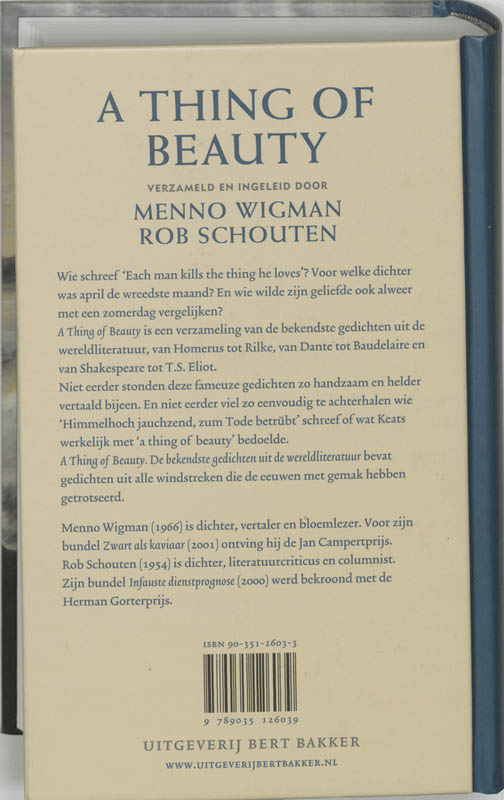 A THING OF
BEAUTY
VERZAMELD EN INGELEID DOOR
MENNO WIGMAN
ROB SCHOUTEN
Wie schreef ‘Each man kills the thing he loves’? Voor welke dichter
was april de wreedste maand? En wie wilde zijn geliefde ook alweer
met een zomerdag vergelijken?
A Thing of Beauty is een verzameling van de bekendste gedichten uit de
wereldliteratuur, van Homerus tot Rilke, van Dante tot Baudelaire en
van Shakespeare tot T.S. Eliot.
Niet eerder stonden deze fameuze gedichten zo handzaam en helder
vertaald bijeen. En niet eerder viel zo eenvoudig te achterhalen wie
‘Himmelhoch jauchzend, zum Tode betrübt’ schreef of wat Keats
werkelijk met ‘a thing of beauty’ bedoelde.
A Thing of Beauty. De bekendste gedichten uit de wereldliteratuur bevat
gedichten uit alle windstreken die de eeuwen met gemak hebben
getrotseerd.
Menno Wigman (1966) is dichter, vertaler en bloemlezer. Voor zijn
bundel Zwart als kaviaar (2001) ontving hij de Jan Campertprijs.
Rob Schouten (1954) is dichter, literatuurcriticus en columnist.
Zijn bundel Infauste dienstprognose (2000) werd bekroond met de
Herman Gorterprijs.
ISBN 90-351-2603-3
9 789035 126039
UITGEVERIJ BERT BAKKER
WWW.UITGEVERIJBERTBAKKER.NL